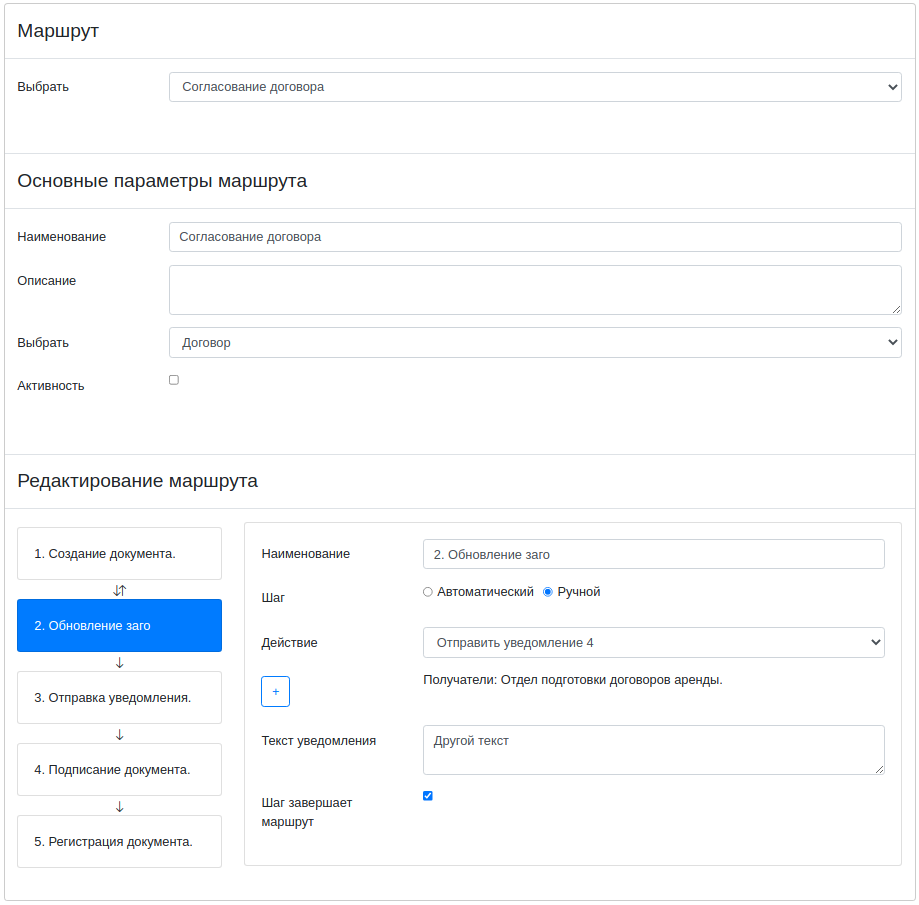 Маршрут
Выбрать
Согласование договора
Основные параметры маршрута
Наименование
Согласование договора
Описание
Выбрать
Договор
Активность
Редактирование маршрута
1. Создание документа.
2. Обновление заго
3. Отправка уведомления.
4. Подписание документа.
5. Регистрация документа.
Наименование
2. Обновление заго
Шаг
Автоматический Ручной
Действие
Отправить уведомление 4
+
Получатели: Отдел подготовки договоров аренды.
Текст уведомления
Другой текст
Шаг завершает
маршрут